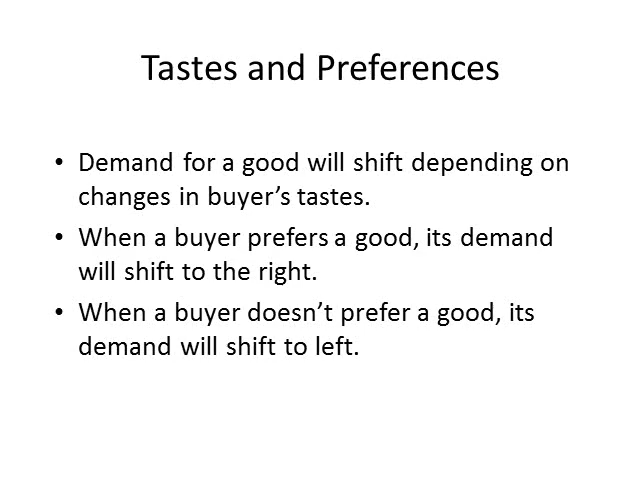 Tastes and Preferences
• Demand for a good will shift depending on
changes in buyer’s tastes.
• When a buyer prefers a good, its demand
will shift to the right.
• When a buyer doesn’t prefer a good, its
demand will shift to left.